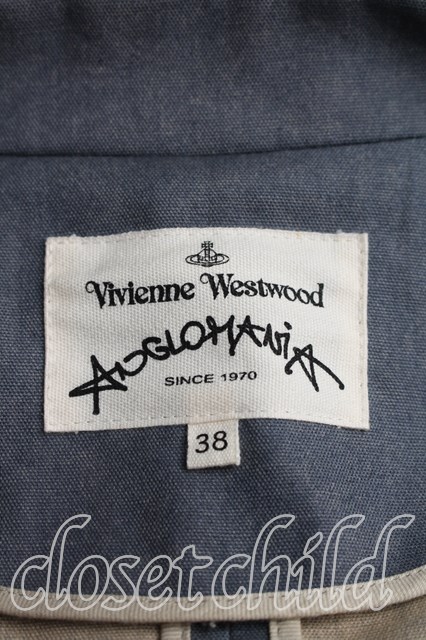 Vivienne Westwood
ANGLOMANiA
SINCE 1970
38
closet child